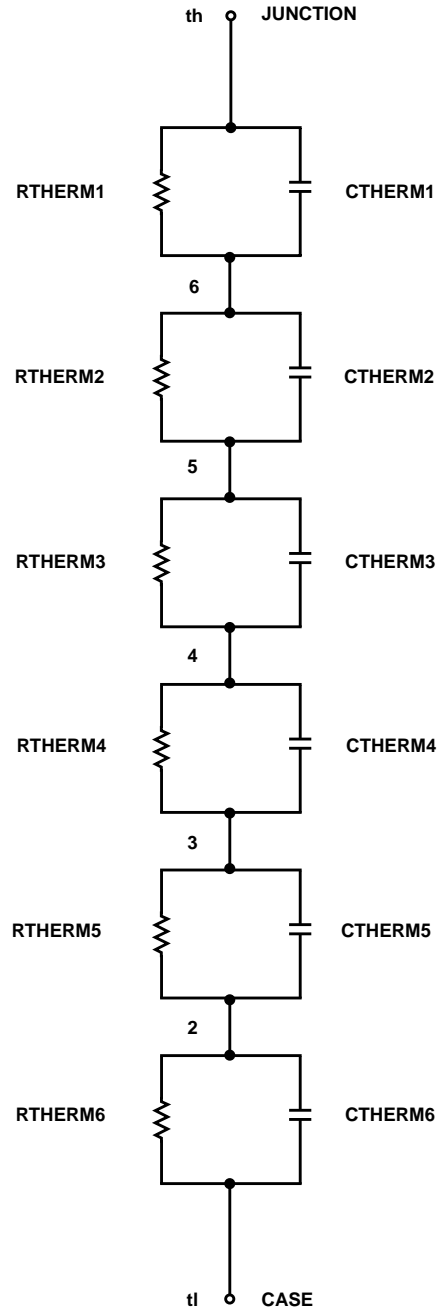 th JUNCTION
RTHERM1 CTHERM1
6
RTHERM2 CTHERM2
5
RTHERM3 CTHERM3
4
RTHERM4 CTHERM4
3
RTHERM5 CTHERM5
2
RTHERM6 CTHERM6
tl CASE